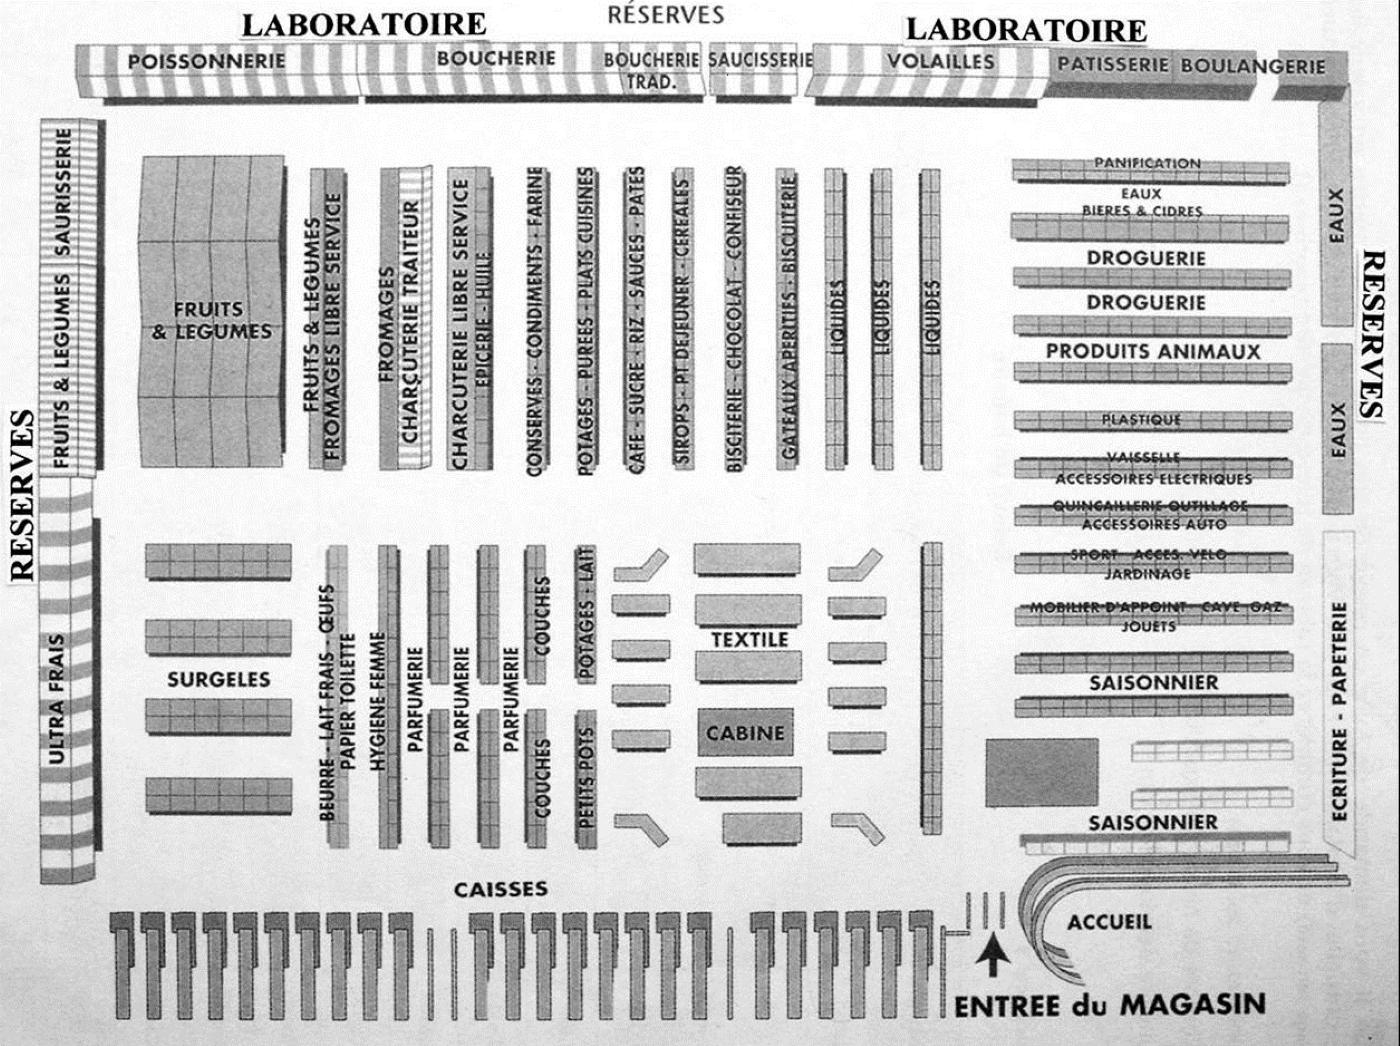 LABORATOIRE
RÉSERVES
LABORATOIRE
POISSONNERIE
BOUCHERIE
BOUCHERIE
TRAD.
SAUCISSERIE
VOLAILLES
PATISSERIE BOULANGERIE
FRUITS & LEGUMES SAURISSERIE
RESERVES
ULTRA FRAIS
FRUITS
& LEGUMES
FRUITS & LEGUMES
FROMAGES LIBRE SERVICE
FROMAGES
CHARCUTERIE TRAITEUR
CHARCUTERIE LIBRE SERVICE
EPICERIE - HUILE
CONSERVES - CONDIMENTS - FARINE
POTAGES - PUREES - PLATS CUISINES
CAFE - SUCRE - RIZ - SAUCES - PATES
SIROPS - PT DEJEUNER - CEREALES
BISCITERIE - CHOCOLAT - CONFISEUR
GATEAUX APERITIFS - BISCUITERIE
LIQUIDES
LIQUIDES
LIQUIDES
PANIFICATION
EAUX
BIERES & CIDRES
DROGUERIE
DROGUERIE
PRODUITS ANIMAUX
PLASTIQUE
VAISSELLE
ACCESSOIRES ELECTRIQUES
QUINCAILLERIE OUTILLAGE
ACCESSOIRES AUTO
SPORT ACCES. VELO
JARDINAGE
MOBILIER D'APPOINT CAVE GAZ
JOUETS
SAISONNIER
SAISONNIER
EAUX
EAUX
RESERVES
ECRITURE - PAPETERIE
SURGELES
BEURRE - LAIT FRAIS - ŒUFS
PAPIER TOILETTE
HYGIENE FEMME
PARFUMERIE
PARFUMERIE
PARFUMERIE
COUCHES
COUCHES
POTAGES - LAIT
PETITS POTS
TEXTILE
CABINE
CAISSES
ACCUEIL
ENTREE du MAGASIN